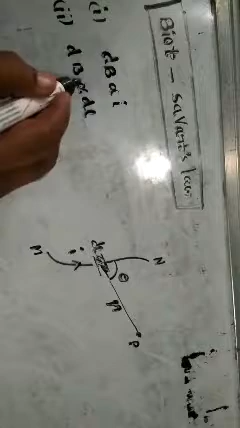 Biot - savart's law
(i) dB α i
(ii) dB α dl
M
i
dl
θ
r
P
N